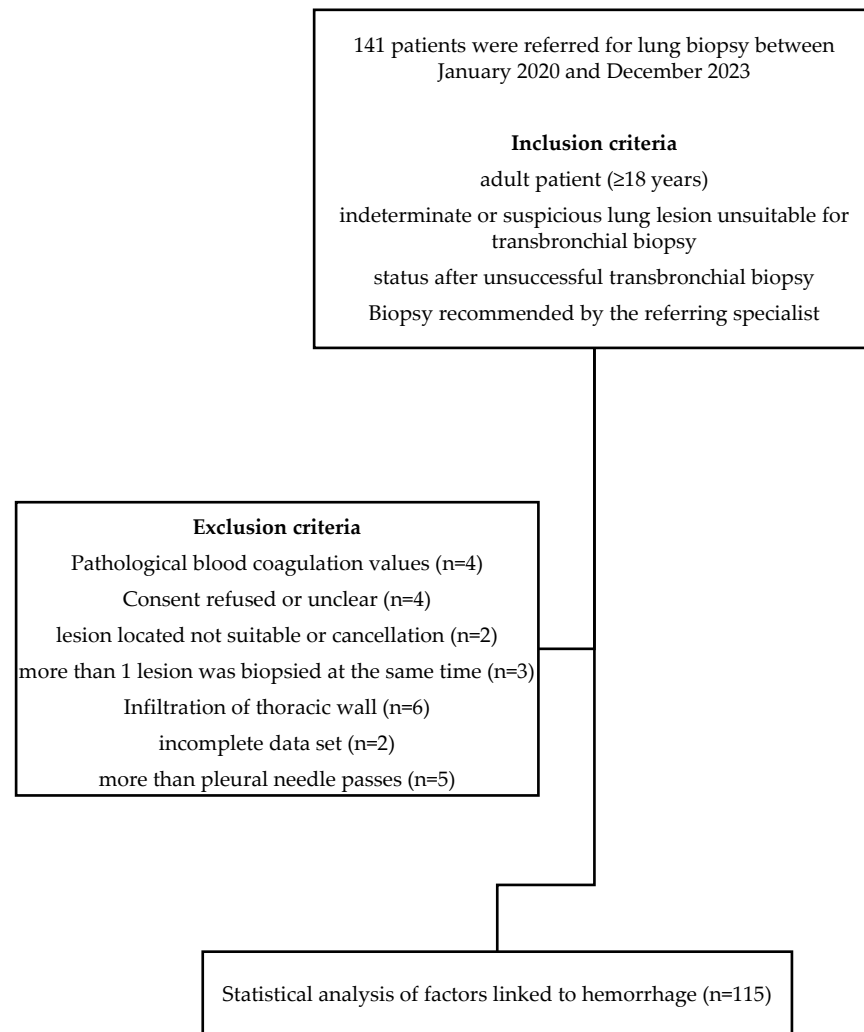 141 patients were referred for lung biopsy between
January 2020 and December 2023
Inclusion criteria
adult patient (≥18 years)
indeterminate or suspicious lung lesion unsuitable for
transbronchial biopsy
status after unsuccessful transbronchial biopsy
Biopsy recommended by the referring specialist
Exclusion criteria
Pathological blood coagulation values (n=4)
Consent refused or unclear (n=4)
lesion located not suitable or cancellation (n=2)
more than 1 lesion was biopsied at the same time (n=3)
Infiltration of thoracic wall (n=6)
incomplete data set (n=2)
more than pleural needle passes (n=5)
Statistical analysis of factors linked to hemorrhage (n=115)